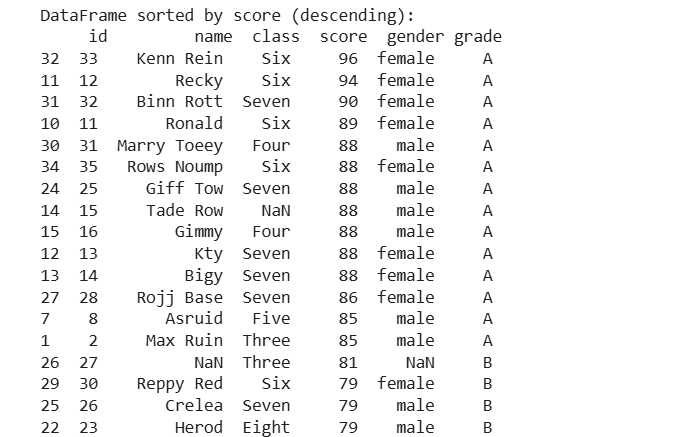 DataFrame sorted by score (descending):
id name class score gender grade
32 33 Kenn Rein Six 96 female A
11 12 Recky Six 94 female A
31 32 Binn Rott Seven 90 female A
10 11 Ronald Six 89 female A
30 31 Marry Toeey Four 88 male A
34 35 Rows Noump Six 88 female A
24 25 Giff Tow Seven 88 male A
14 15 Tade Row NaN 88 male A
15 16 Gimmy Four 88 male A
12 13 Kty Seven 88 female A
13 14 Bigy Seven 88 female A
27 28 Rojj Base Seven 86 female A
7 8 Asruid Five 85 male A
1 2 Max Ruin Three 85 male A
26 27 NaN Three 81 NaN B
29 30 Reppy Red Six 79 female B
25 26 Crelea Seven 79 male B
22 23 Herod Eight 79 male B